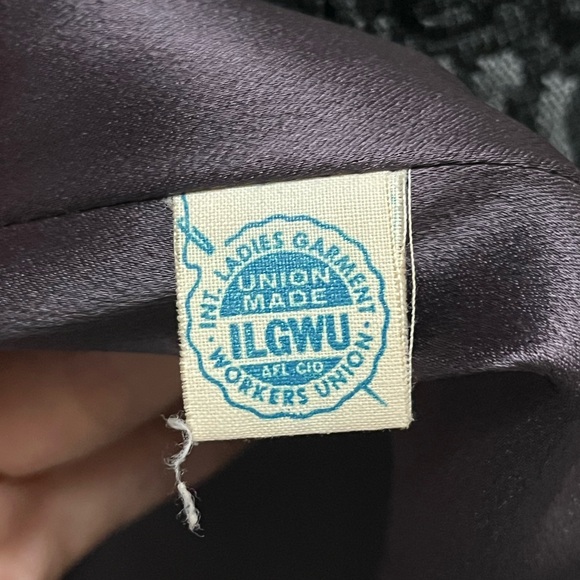 INT. LADIES GARMENT
UNION
MADE
ILGWU
AFL CIO
· WORKERS UNION ·